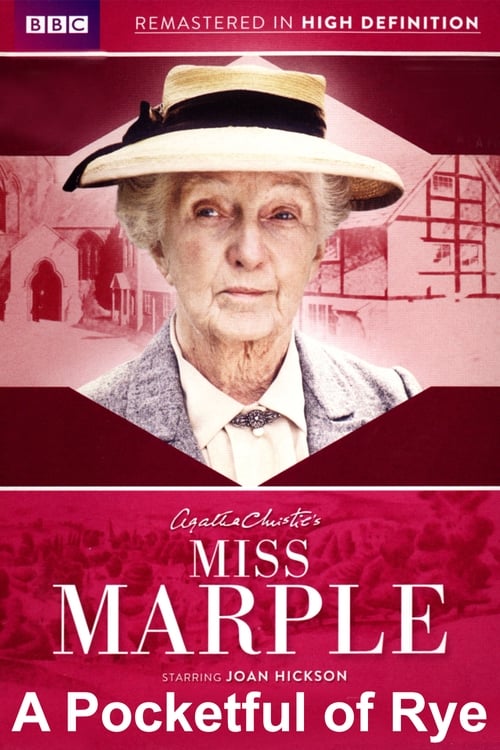 BBC REMASTERED IN HIGH DEFINITION
Agatha Christie's
MISS
MARPLE
STARRING JOAN HICKSON
A Pocketful of Rye